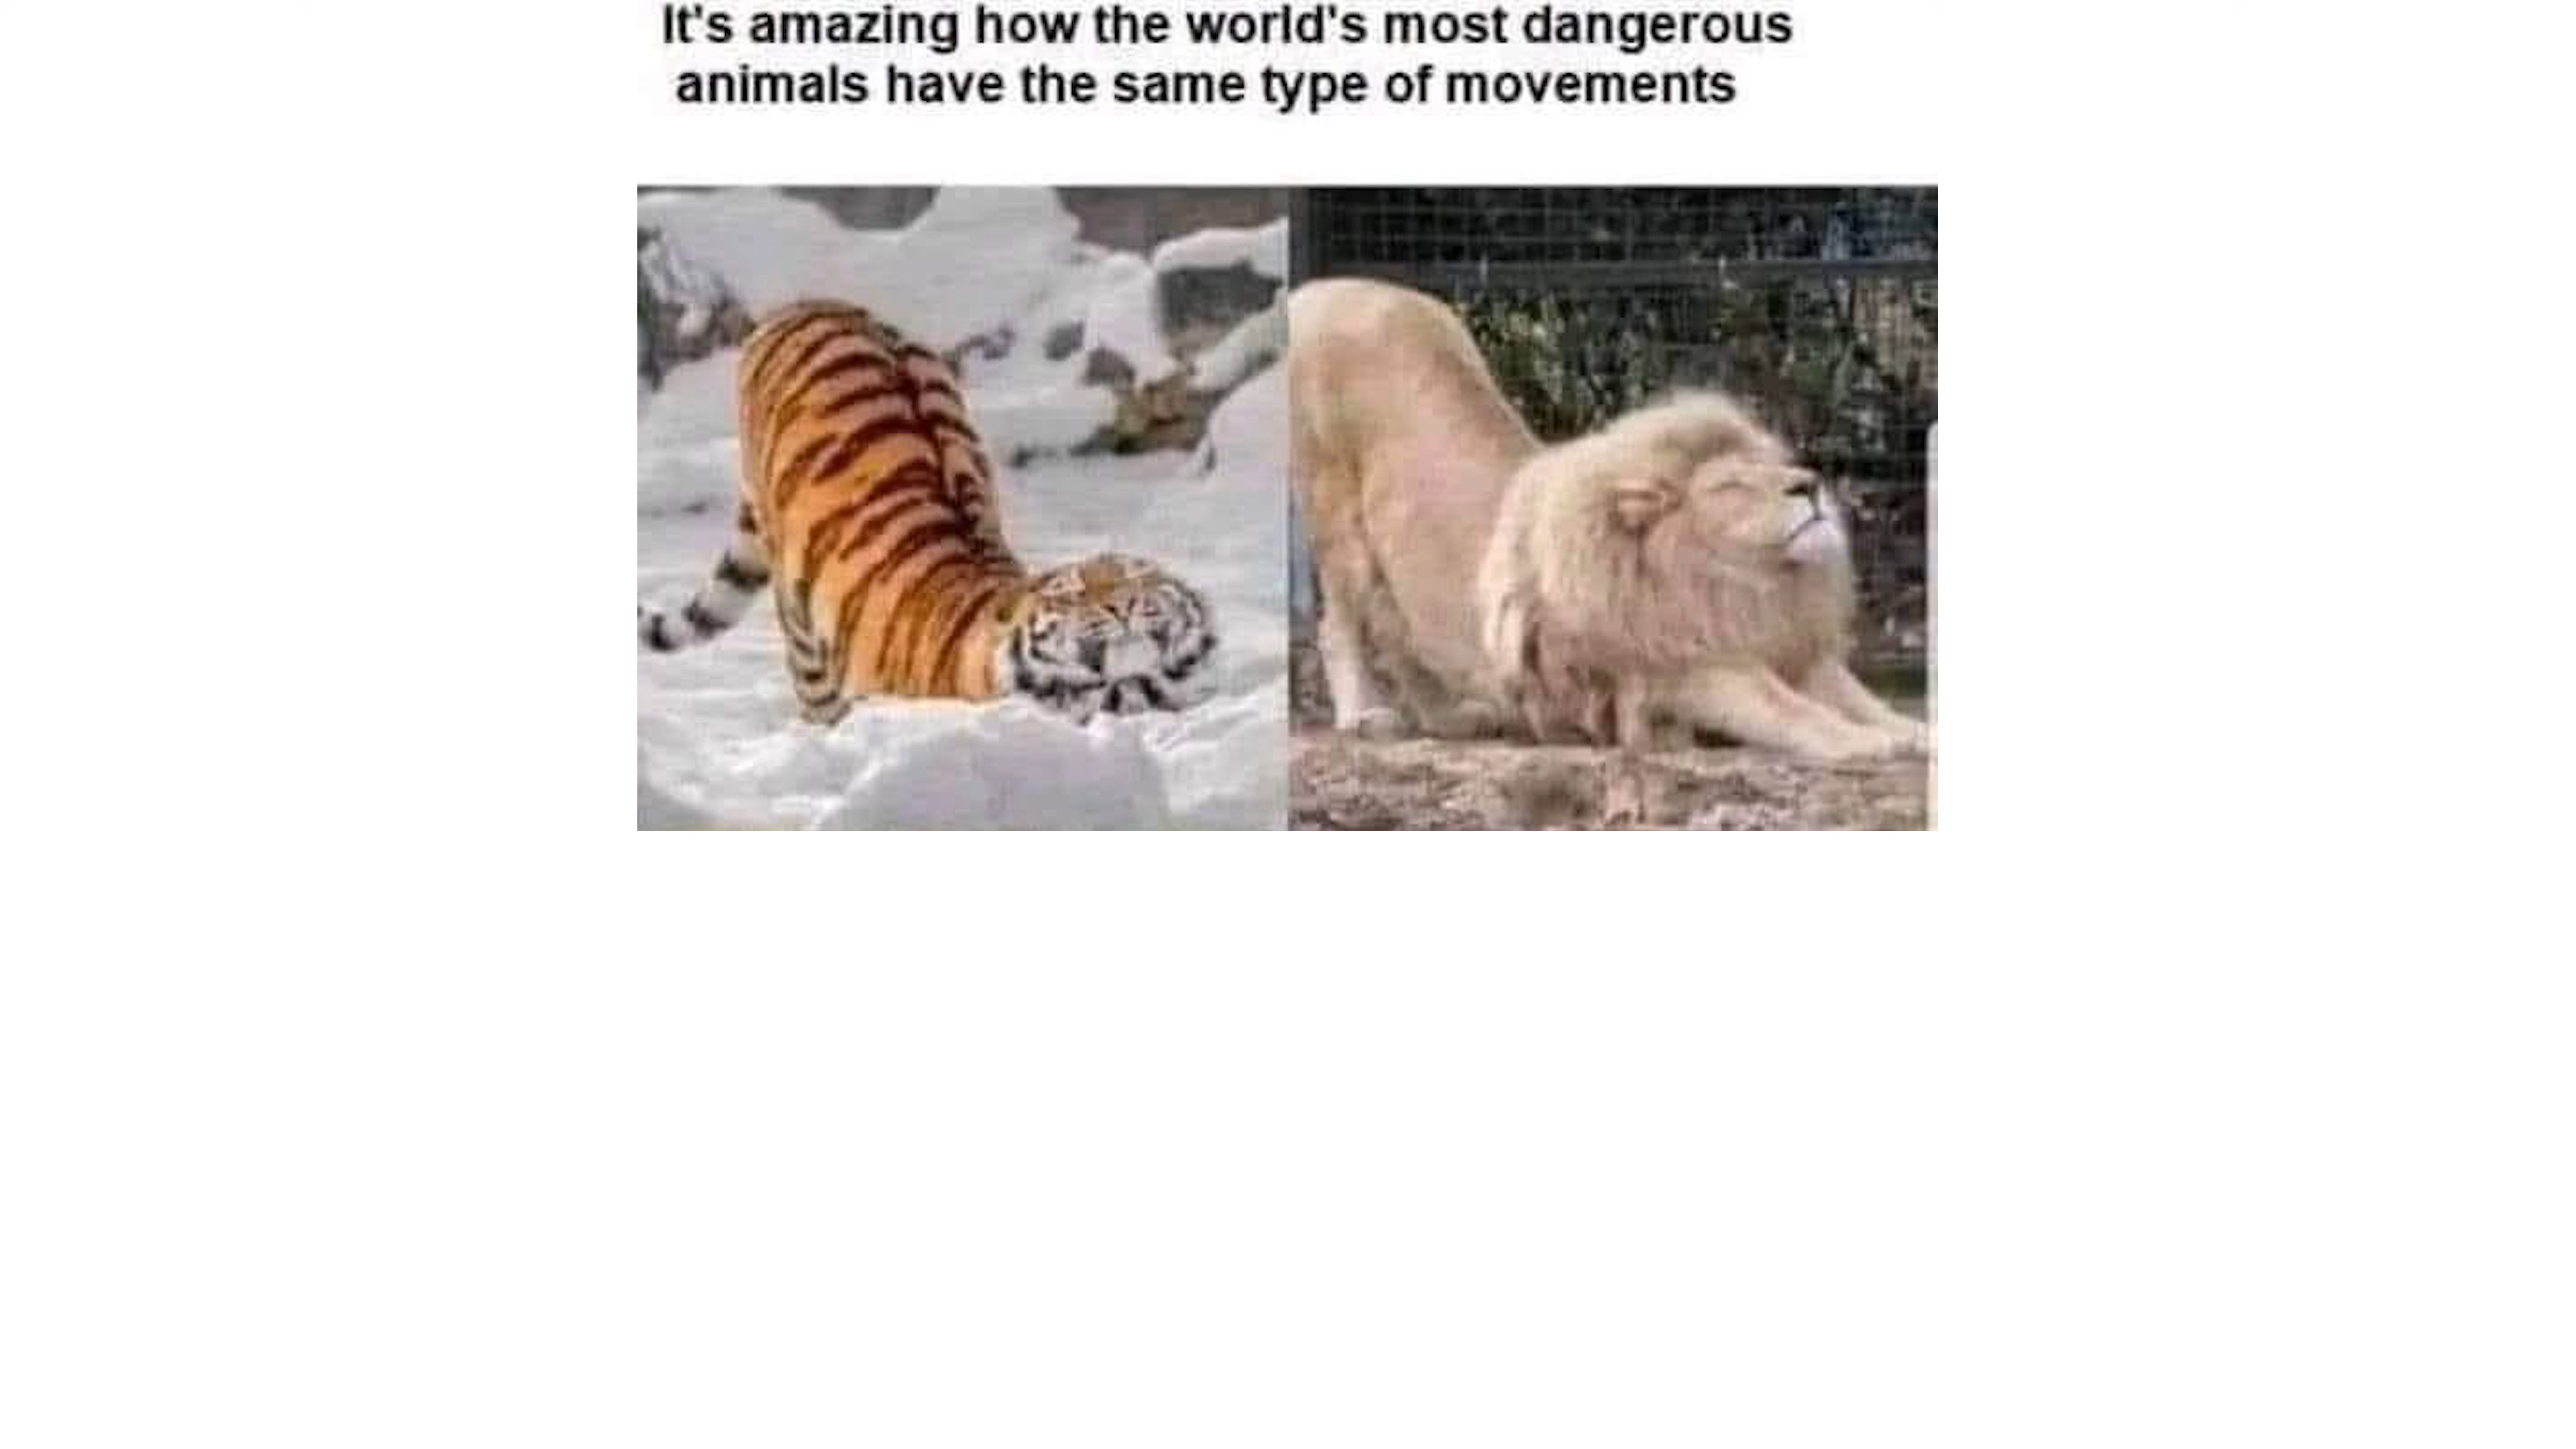 It's amazing how the world's most dangerous
animals have the same type of movements